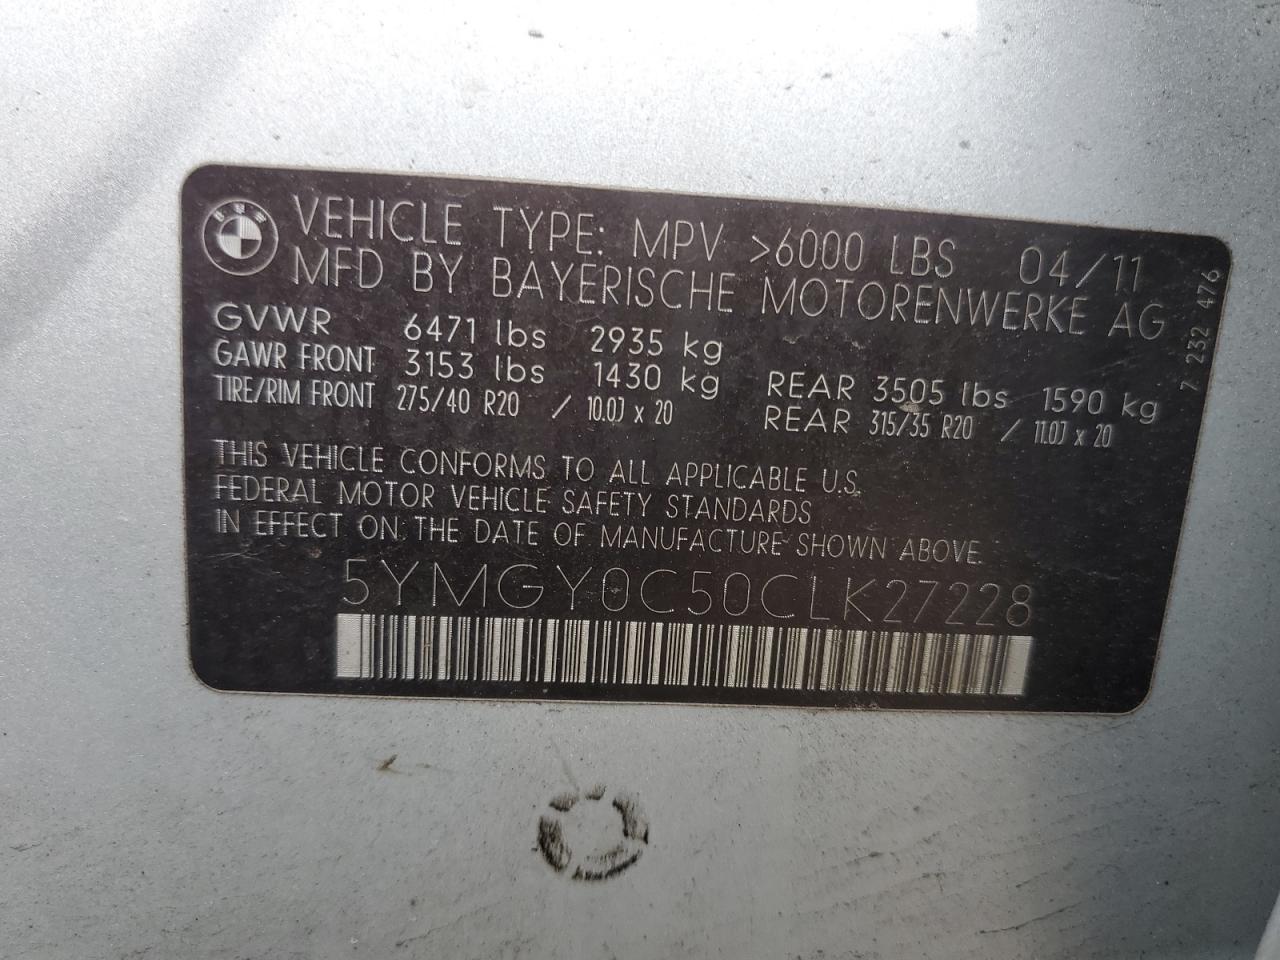 BMW
VEHICLE TYPE: MPV >6000 LBS 04/11
MFD BY BAYERISCHE MOTORENWERKE AG
GVWR 6471 lbs 2935 kg
GAWR FRONT 3153 lbs 1430 kg REAR 3505 lbs 1590 kg
TIRE/RIM FRONT 275/40 R20 / 10.0J x 20 REAR 315/35 R20 / 11.0J x 20
THIS VEHICLE CONFORMS TO ALL APPLICABLE U.S.
FEDERAL MOTOR VEHICLE SAFETY STANDARDS
IN EFFECT ON THE DATE OF MANUFACTURE SHOWN ABOVE.
5YMGY0C50CLK27228
7 232 476